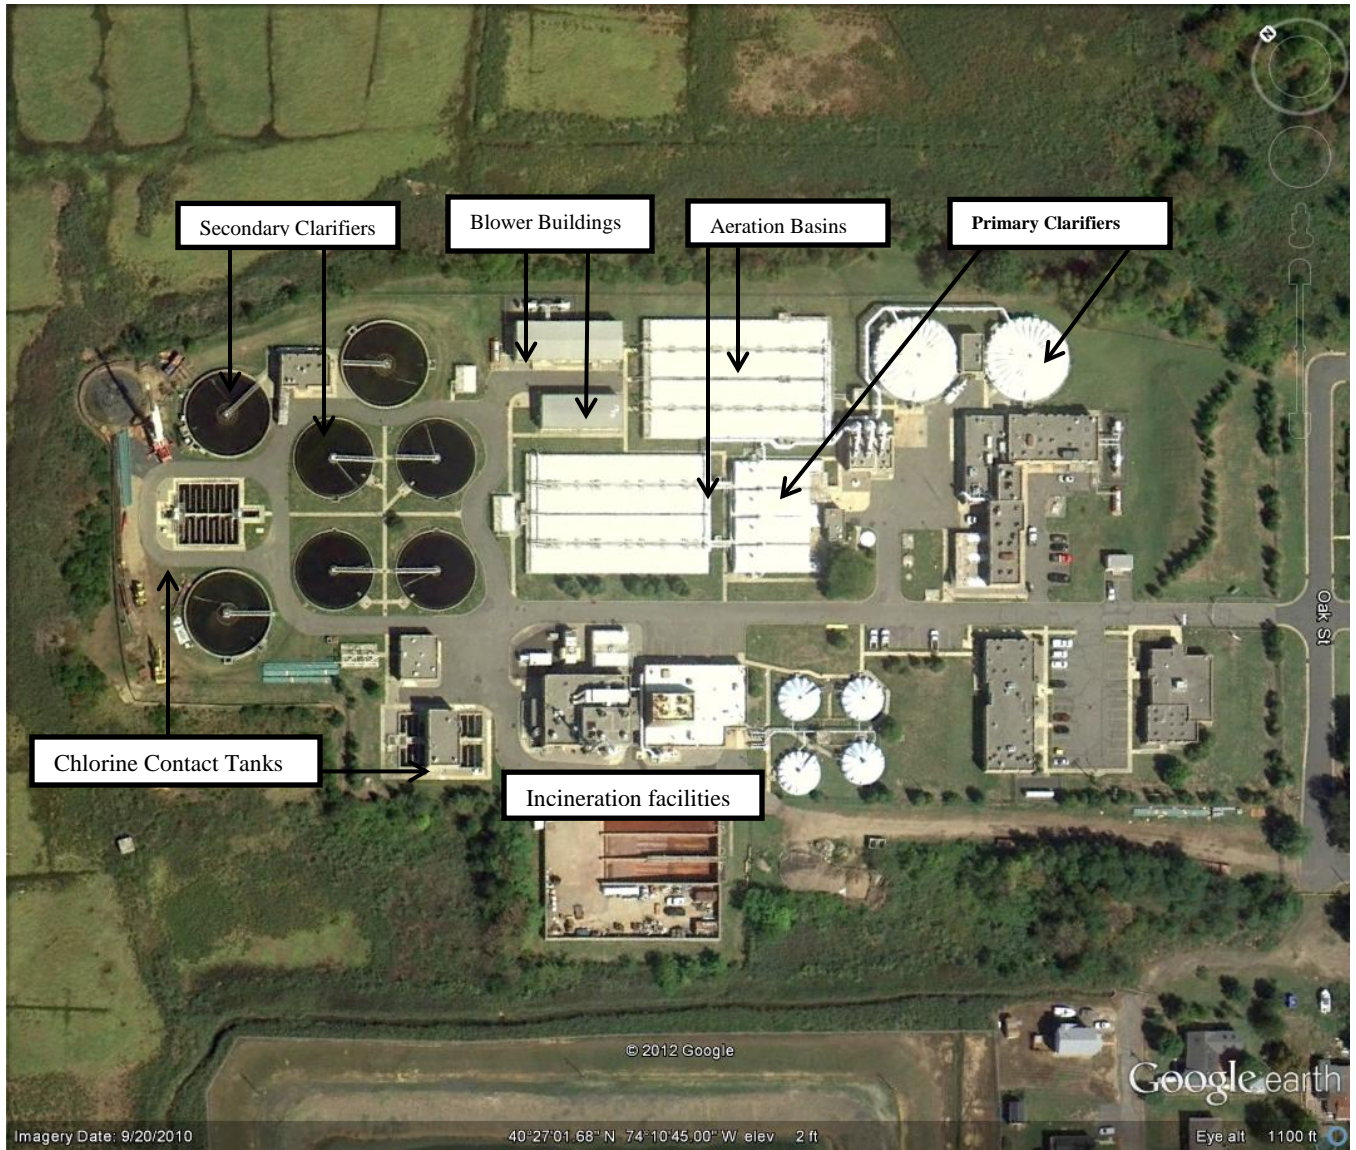 N
Secondary Clarifiers
Blower Buildings
Aeration Basins
Primary Clarifiers
Oak St
Chlorine Contact Tanks
Incineration facilities
© 2012 Google
Google earth
Imagery Date: 9/20/2010
40°27'01.68" N 74°10'45.00" W elev 2 ft
Eye alt 1100 ft